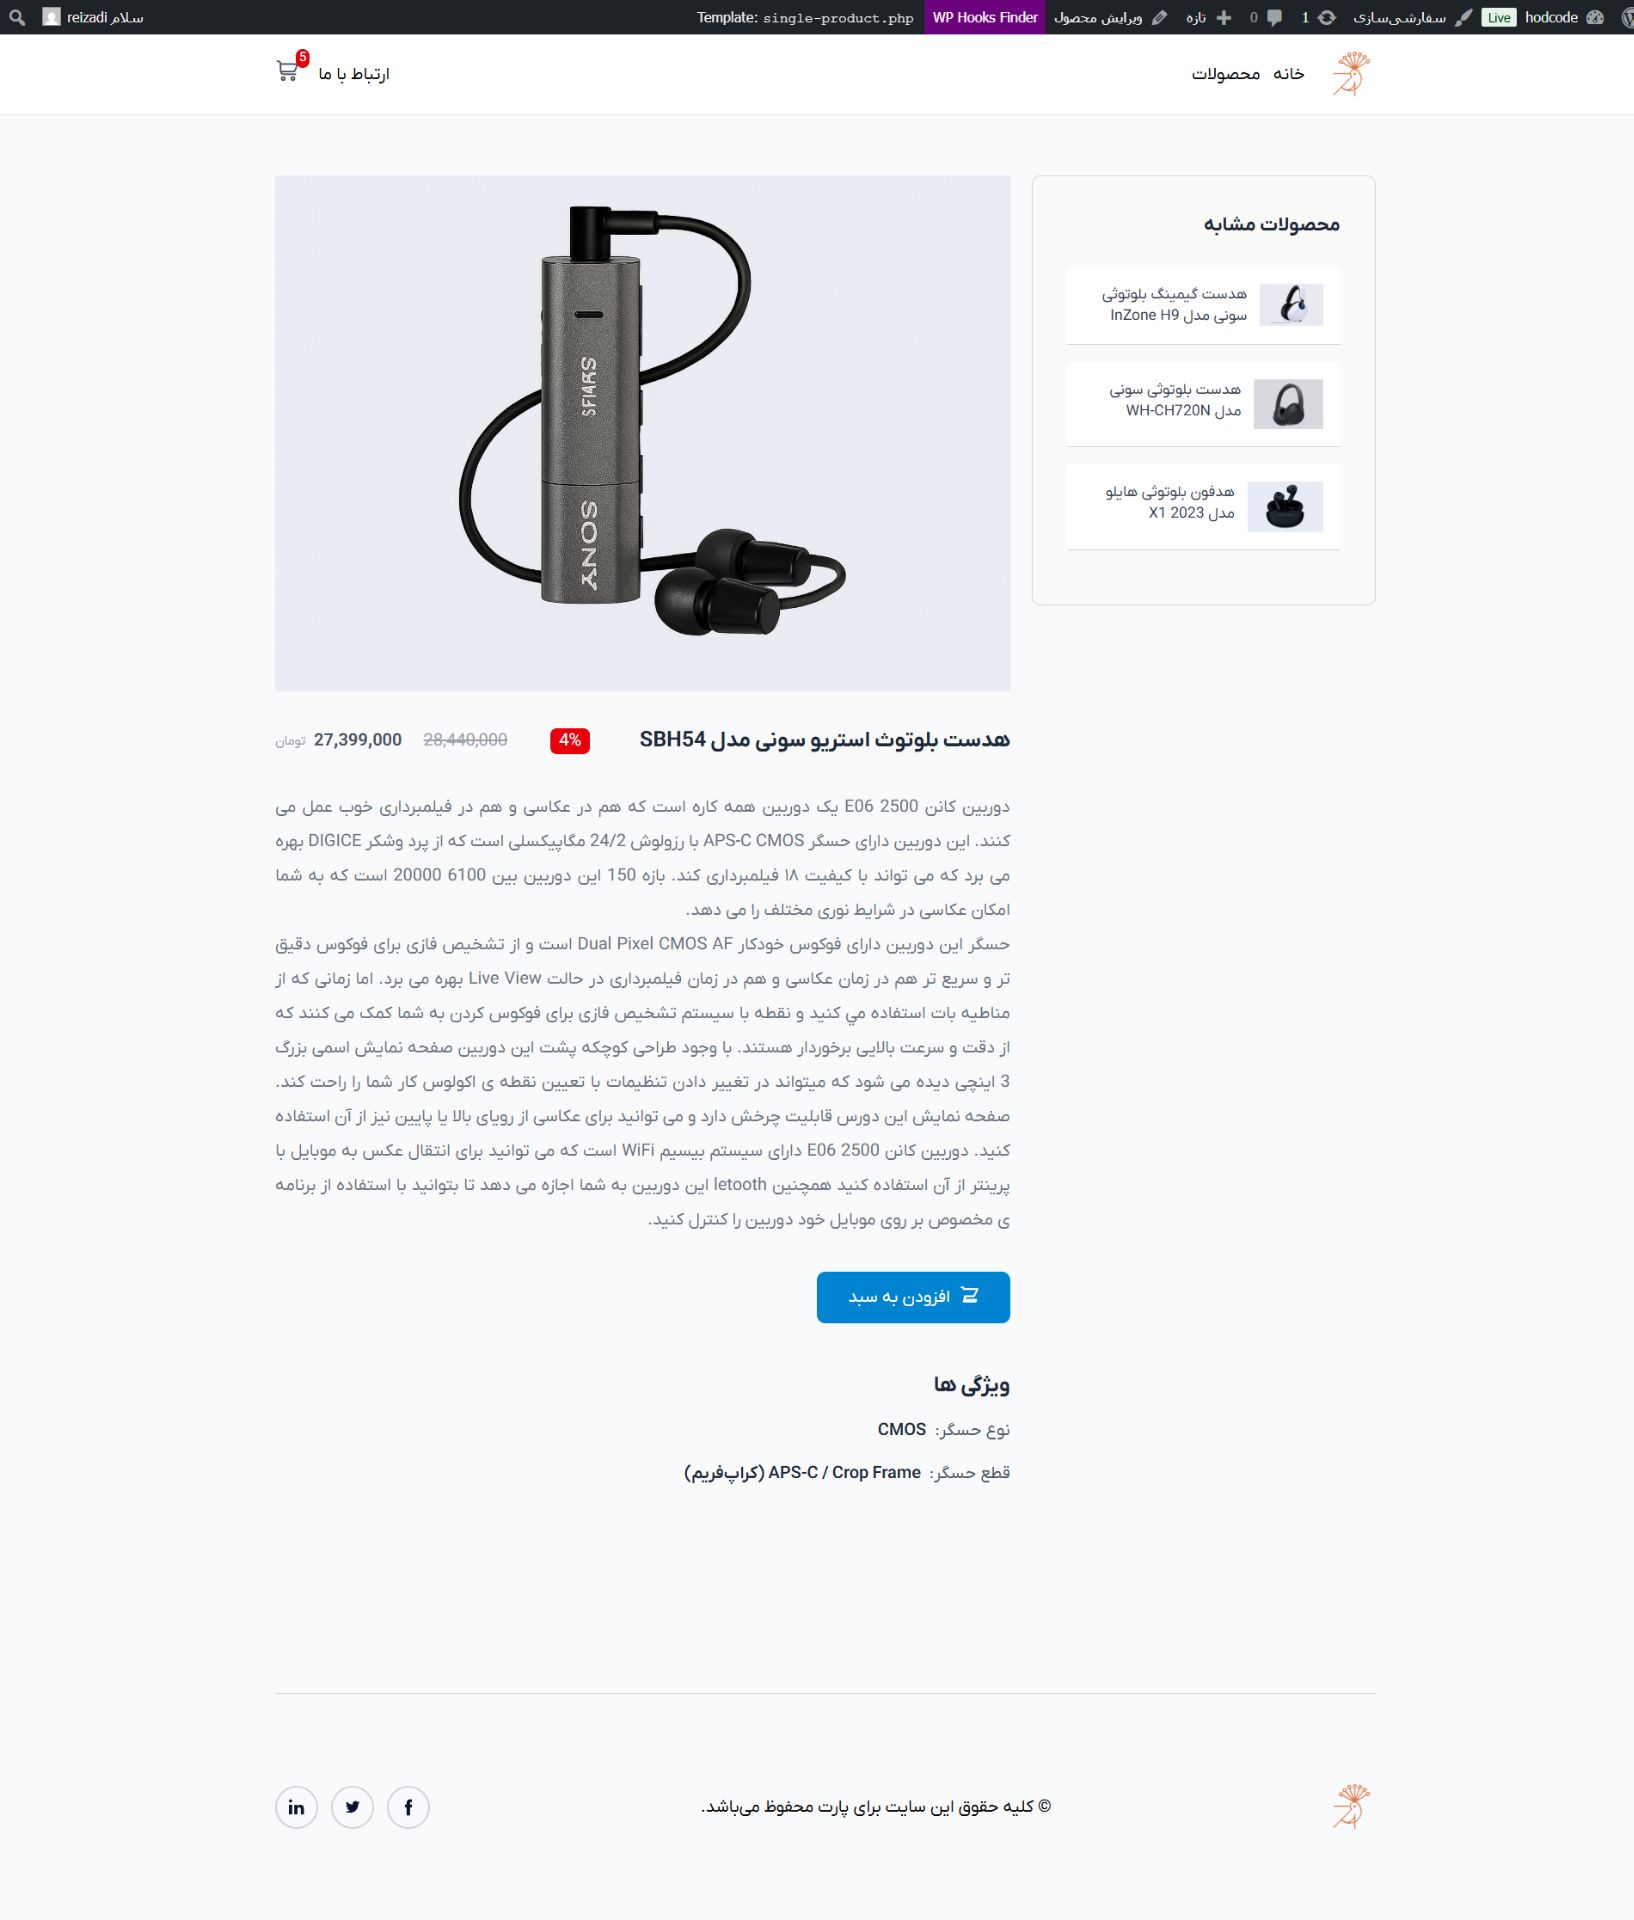 hodcode
Live
سفارشی‌سازی
1
0
تازه
ویرایش محصول
WP Hooks Finder
Template: single-product.php
سلام reizadi
خانه
محصولات
ارتباط با ما
5
محصولات مشابه
هدست گیمینگ بلوتوثی
سونی مدل InZone H9
هدست بلوتوثی سونی
مدل WH-CH720N
هدفون بلوتوثی هایلو
مدل X1 2023
SFIARS
SONY
هدست بلوتوث استریو سونی مدل SBH54
4%
28,440,000
27,399,000 تومان
دوربین کانن E06 2500 یک دوربین همه کاره است که هم در عکاسی و هم در فیلمبرداری خوب عمل می
کنند. این دوربین دارای حسگر APS-C CMOS با رزولوش 24/2 مگاپیکسلی است که از پرد وشکر DIGICE بهره
می برد که می تواند با کیفیت ۱۸ فیلمبرداری کند. بازه 150 این دوربین بین 6100 20000 است که به شما
امکان عکاسی در شرایط نوری مختلف را می دهد.
حسگر این دوربین دارای فوکوس خودکار Dual Pixel CMOS AF است و از تشخیص فازی برای فوکوس دقیق
تر و سریع تر هم در زمان عکاسی و هم در زمان فیلمبرداری در حالت Live View بهره می برد. اما زمانی که از
مناطیه بات استفاده مي کنید و نقطه با سیستم تشخیص فازی برای فوکوس کردن به شما کمک می کنند که
از دقت و سرعت بالایی برخوردار هستند. با وجود طراحی کوچکه پشت این دوربین صفحه نمایش اسمی بزرگ
3 اینچی دیده می شود که میتواند در تغییر دادن تنظیمات با تعیین نقطه ی اکولوس کار شما را راحت کند.
صفحه نمایش این دورس قابلیت چرخش دارد و می توانید برای عکاسی از رویای بالا یا پایین نیز از آن استفاده
کنید. دوربین کانن E06 2500 دارای سیستم بیسیم WiFi است که می توانید برای انتقال عکس به موبایل با
پرینتر از آن استفاده کنید همچنین letooth این دوربین به شما اجازه می دهد تا بتوانید با استفاده از برنامه
ی مخصوص بر روی موبایل خود دوربین را کنترل کنید.
افزودن به سبد
ویژگی ها
نوع حسگر: CMOS
قطع حسگر: APS-C / Crop Frame (کراپ‌فریم)
© کلیه حقوق این سایت برای پارت محفوظ می‌باشد.